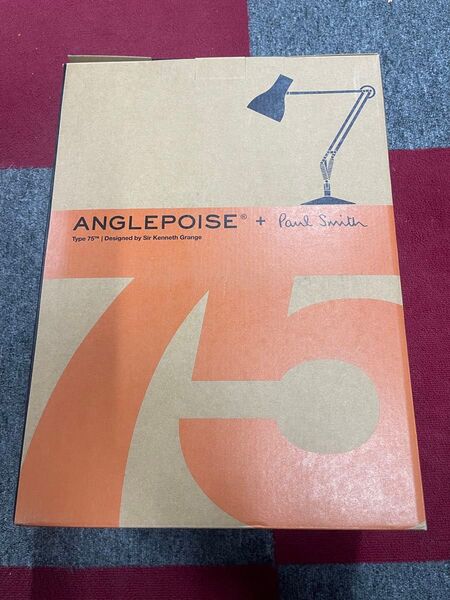 ANGLEPOISE® + Paul Smith
Type 75™ | Designed by Sir Kenneth Grange
75